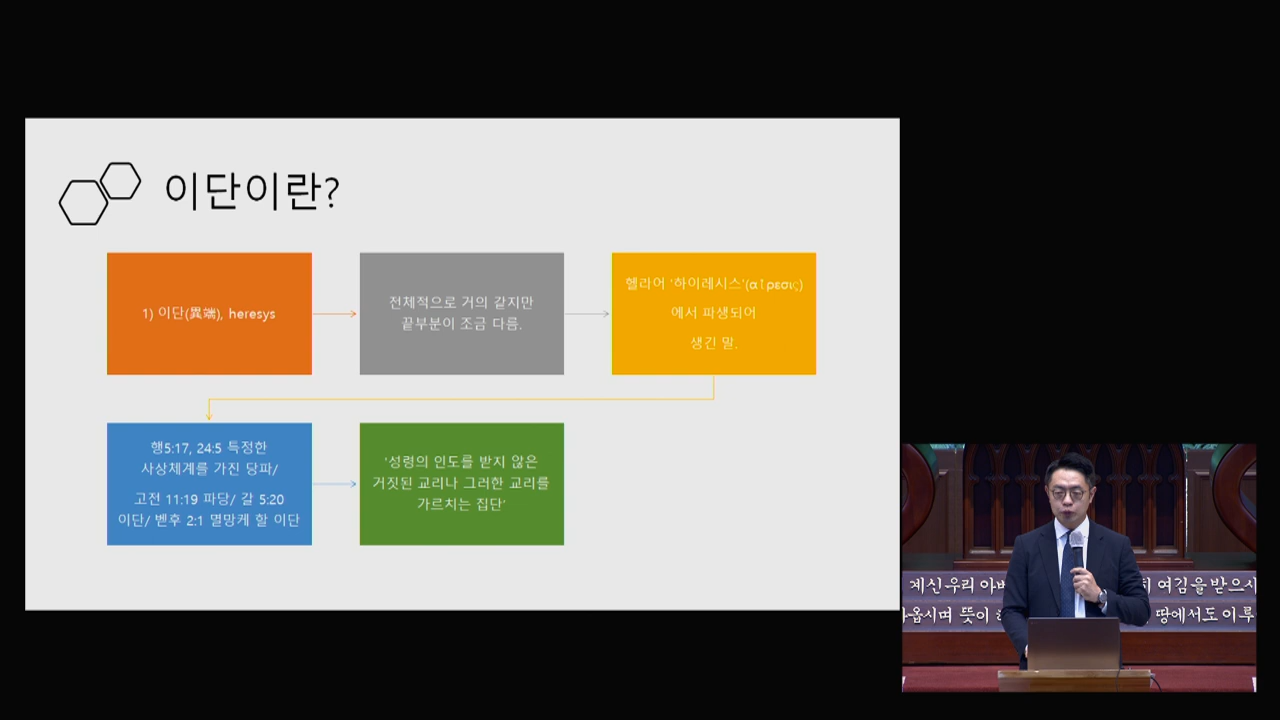 이단이란?
1) 이단(異端), heresys
전체적으로 거의 같지만
끝부분이 조금 다름.
헬라어 '하이레시스'(αἵρεσις)
에서 파생되어
생긴 말.
행5:17, 24:5 특정한
사상체계를 가진 당파/
고전 11:19 파당/ 갈 5:20
이단/ 벧후 2:1 멸망케 할 이단
'성령의 인도를 받지 않은
거짓된 교리나 그러한 교리를
가르치는 집단'
계신 우리 아버 여김을 받으시
옵시며 뜻이 땅에서도 이루